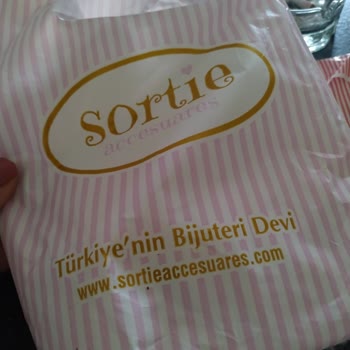 sortie
accesuares
Türkiye'nin Bijuteri Devi
www.sortieaccesuares.com